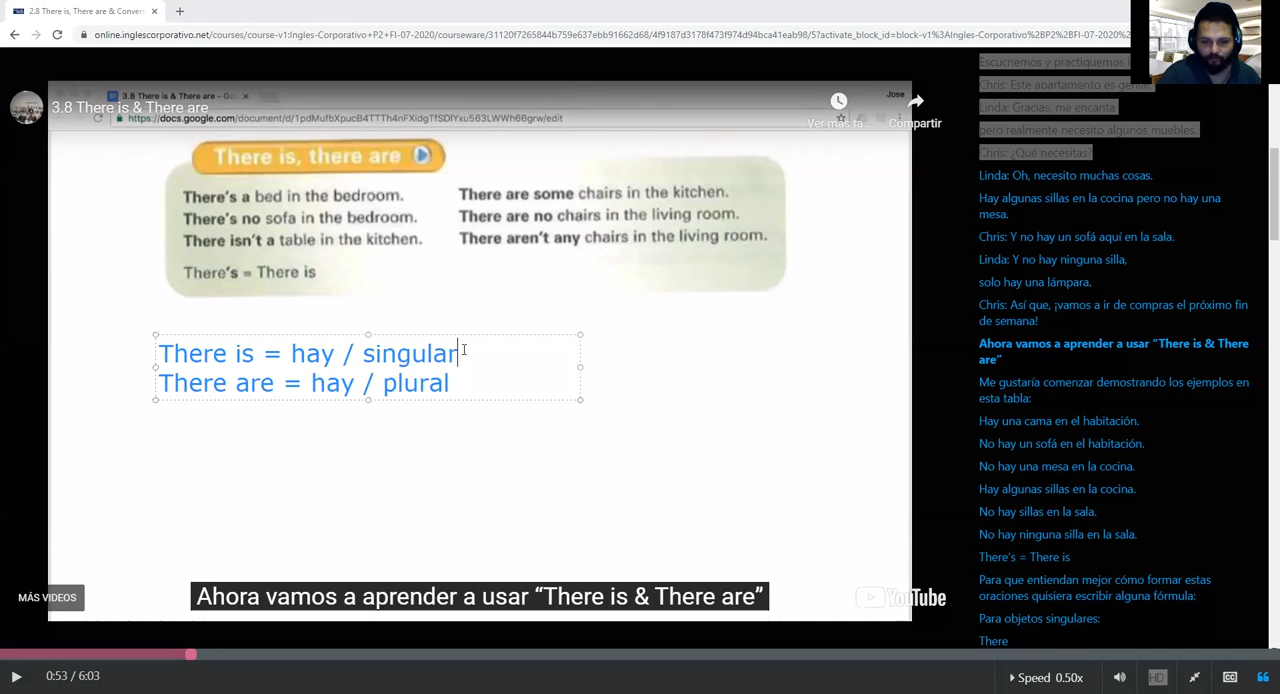 2.8 There is, There are & Conver
online.inglescorporativo.net/courses/course-v1:Ingles-Corporativo+P2+FI-07-2020/courseware/31120f7265844b759e637ebb91662d68/4f9187d3178f473f974d94bca41eab98/5?activate_block_id=block-v1%3AIngles-Corporativo%2BP2%2BFI-07-2020%
3.8 There is & There are - Go
Jose
3.8 There is & There are
https://docs.google.com/document/d/1pdMufbXpucB4TTTh4nFXidgTfSDIYxu563LWWh66grw/edit
Ver más ta...
Compartir
There is, there are
There's a bed in the bedroom.
There's no sofa in the bedroom.
There isn't a table in the kitchen.
There's = There is
There are some chairs in the kitchen.
There are no chairs in the living room.
There aren't any chairs in the living room.
There is = hay / singular
There are = hay / plural
Ahora vamos a aprender a usar “There is & There are”
MÁS VIDEOS
YouTube
Escuchemos y practiquemos
Chris: Este apartamento es genial.
Linda: Gracias, me encanta
pero realmente necesito algunos muebles.
Chris: ¿Qué necesitas?
Linda: Oh, necesito muchas cosas.
Hay algunas sillas en la cocina pero no hay una
mesa.
Chris: Y no hay un sofá aquí en la sala.
Linda: Y no hay ninguna silla,
solo hay una lámpara.
Chris: Así que, ¡vamos a ir de compras el próximo fin
de semana!
Ahora vamos a aprender a usar “There is & There
are”
Me gustaría comenzar demostrando los ejemplos en
esta tabla:
Hay una cama en el habitación.
No hay un sofá en el habitación.
No hay una mesa en la cocina.
Hay algunas sillas en la cocina.
No hay sillas en la sala.
No hay ninguna silla en la sala.
There’s = There is
Para que entiendan mejor cómo formar estas
oraciones quisiera escribir alguna fórmula:
Para objetos singulares:
There
0:53 / 6:03
Speed 0.50x
HD
CC